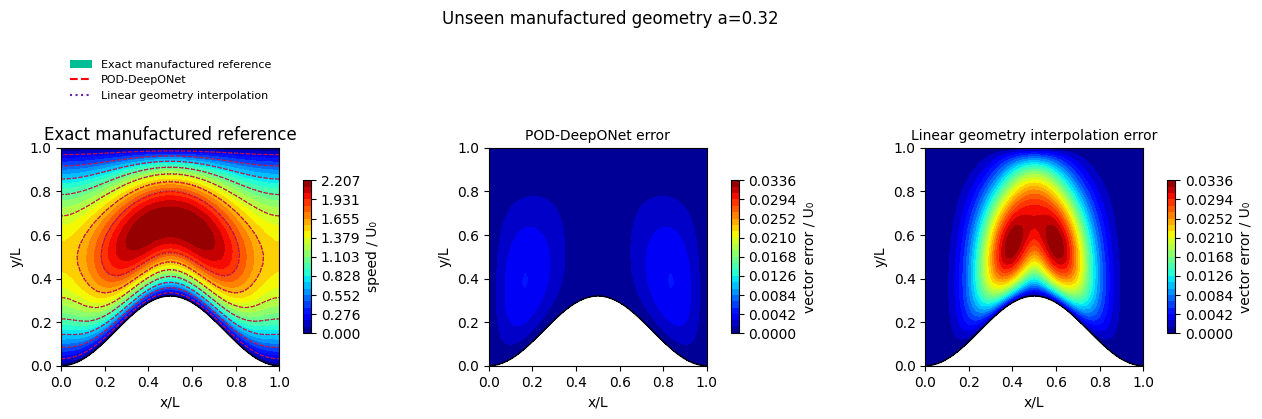 Unseen manufactured geometry a=0.32
Exact manufactured reference
POD-DeepONet
Linear geometry interpolation
Exact manufactured reference
1.0
0.8
0.6
0.4
0.2
0.0
y/L
0.0 0.2 0.4 0.6 0.8 1.0
x/L
2.207
1.931
1.655
1.379
1.103
0.828
0.552
0.276
0.000
speed / U₀
POD-DeepONet error
1.0
0.8
0.6
0.4
0.2
0.0
y/L
0.0 0.2 0.4 0.6 0.8 1.0
x/L
0.0336
0.0294
0.0252
0.0210
0.0168
0.0126
0.0084
0.0042
0.0000
vector error / U₀
Linear geometry interpolation error
1.0
0.8
0.6
0.4
0.2
0.0
y/L
0.0 0.2 0.4 0.6 0.8 1.0
x/L
0.0336
0.0294
0.0252
0.0210
0.0168
0.0126
0.0084
0.0042
0.0000
vector error / U₀